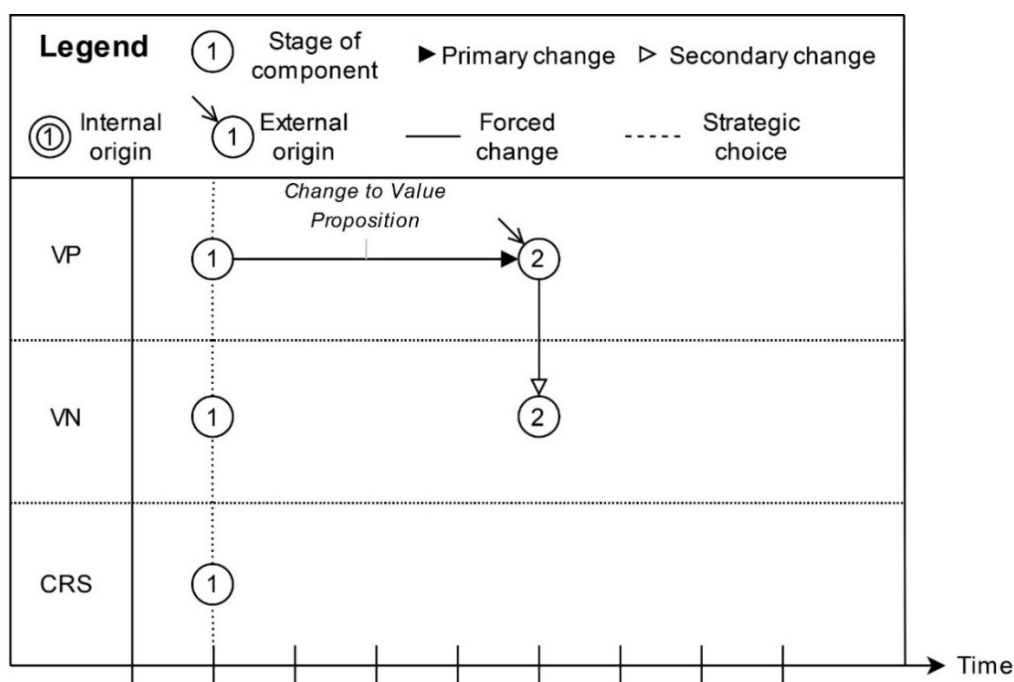 Legend
1
Stage of
component
Primary change
Secondary change
1
Internal
origin
1
External
origin
Forced
change
Strategic
choice
Change to Value
Proposition
VP
1
2
VN
1
2
CRS
1
Time